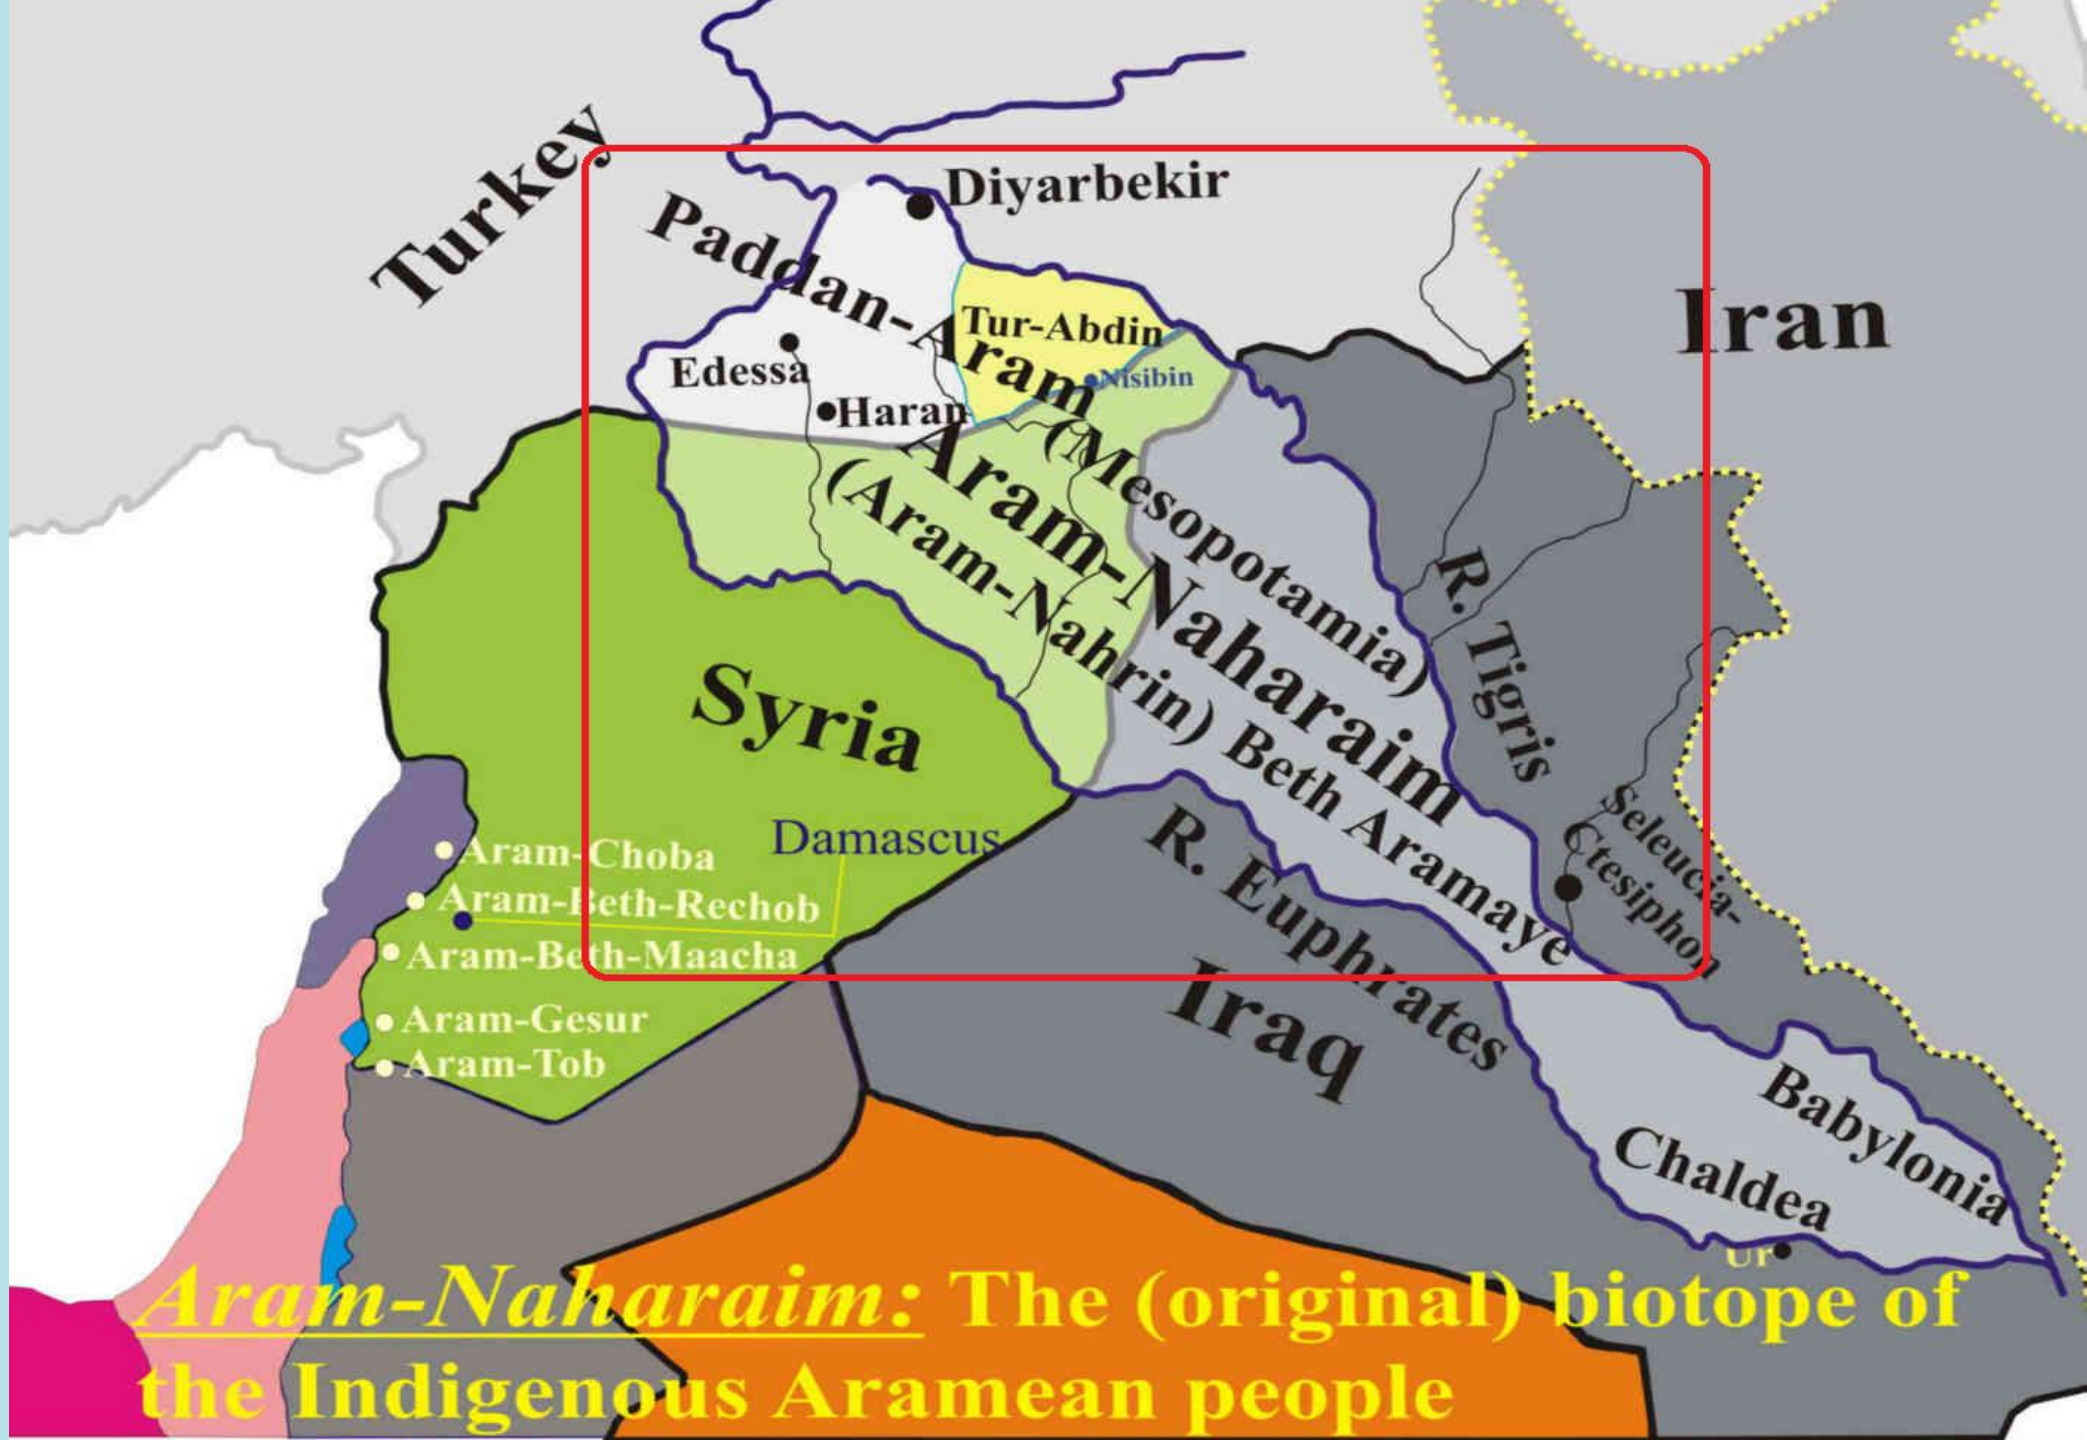 Turkey
Diyarbekir
Paddan-Aram
Iran
Tur-Abdin
Edessa
Nisibin
Haran
(Mesopotamia)
Aram-Naharaim
(Aram-Nahrin) Beth Aramaye
R. Tigris
Syria
Seleucia-
Ctesiphon
Damascus
Aram-Choba
Aram-Beth-Rechob
Aram-Beth-Maacha
Aram-Gesur
Aram-Tob
R. Euphrates
Iraq
Babylonia
Chaldea
Ur
Aram-Naharaim: The (original) biotope of
the Indigenous Aramean people